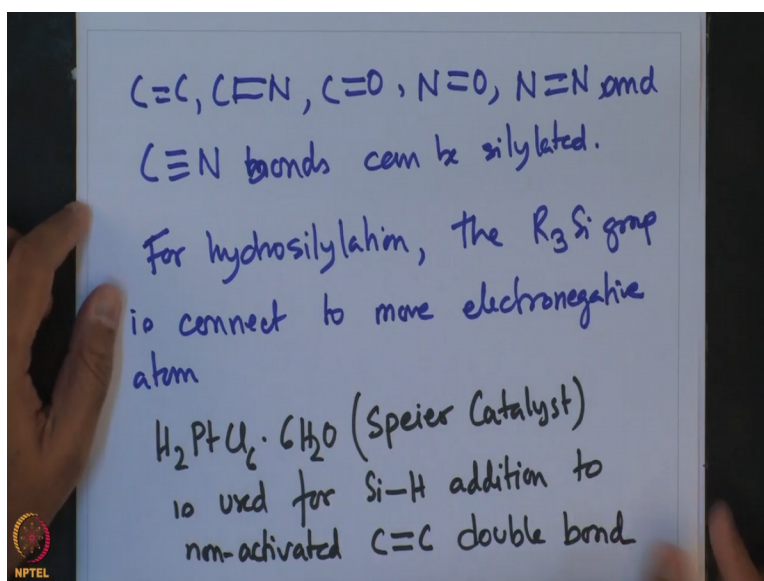 C=C, C=N, C=O, N=O, N=N and
C≡N bonds can be silylated.
For hydrosilylation, the R₃Si group
is connect to more electronegative
atom
H₂PtCl₆·6H₂O (Speier Catalyst)
is used for Si–H addition to
non-activated C=C double bond
NPTEL